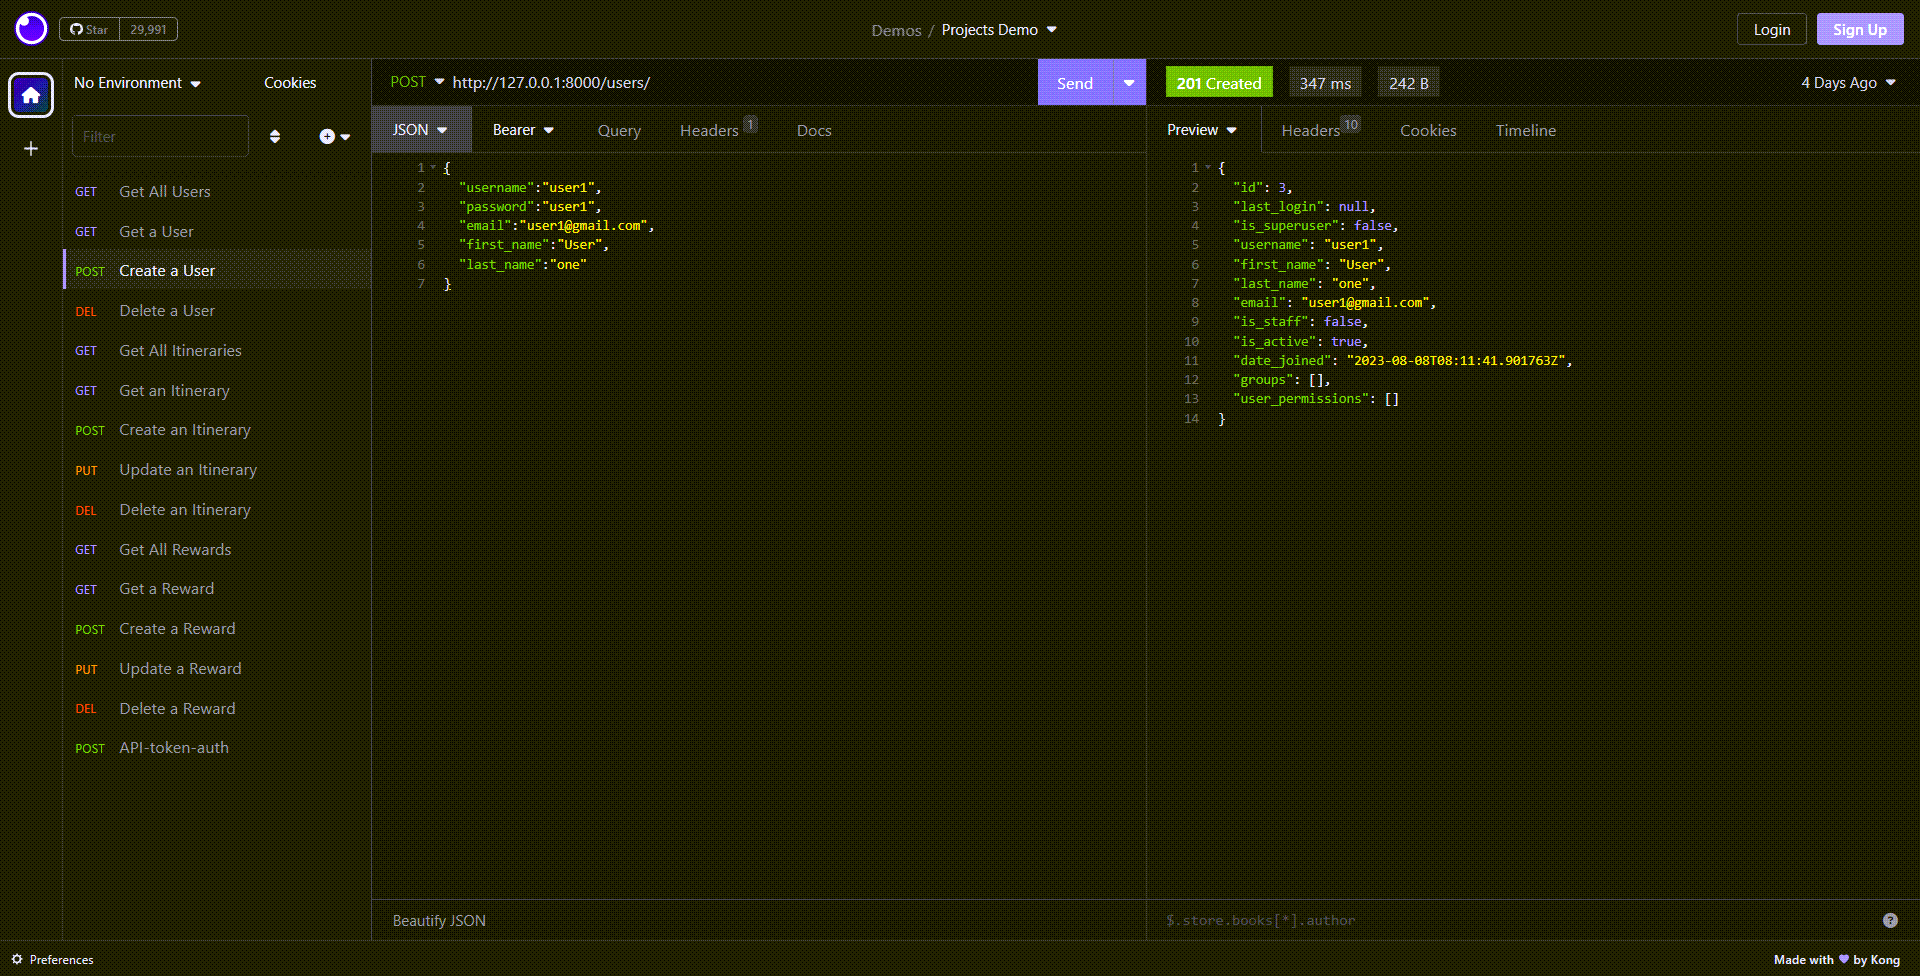 Star 29,991
Demos / Projects Demo
Login Sign Up
No Environment Cookies
Filter
GET Get All Users
GET Get a User
POST Create a User
DEL Delete a User
GET Get All Itineraries
GET Get an Itinerary
POST Create an Itinerary
PUT Update an Itinerary
DEL Delete an Itinerary
GET Get All Rewards
GET Get a Reward
POST Create a Reward
PUT Update a Reward
DEL Delete a Reward
POST API-token-auth
POST http://127.0.0.1:8000/users/ Send
JSON Bearer Query Headers 1 Docs
1 {
2 "username":"user1",
3 "password":"user1",
4 "email":"user1@gmail.com",
5 "first_name":"User",
6 "last_name":"one"
7 }
Beautify JSON
201 Created 347 ms 242 B 4 Days Ago
Preview Headers 10 Cookies Timeline
1 {
2 "id": 3,
3 "last_login": null,
4 "is_superuser": false,
5 "username": "user1",
6 "first_name": "User",
7 "last_name": "one",
8 "email": "user1@gmail.com",
9 "is_staff": false,
10 "is_active": true,
11 "date_joined": "2023-08-08T08:11:41.901763Z",
12 "groups": [],
13 "user_permissions": []
14 }
$.store.books[*].author ?
Preferences
Made with ♥ by Kong